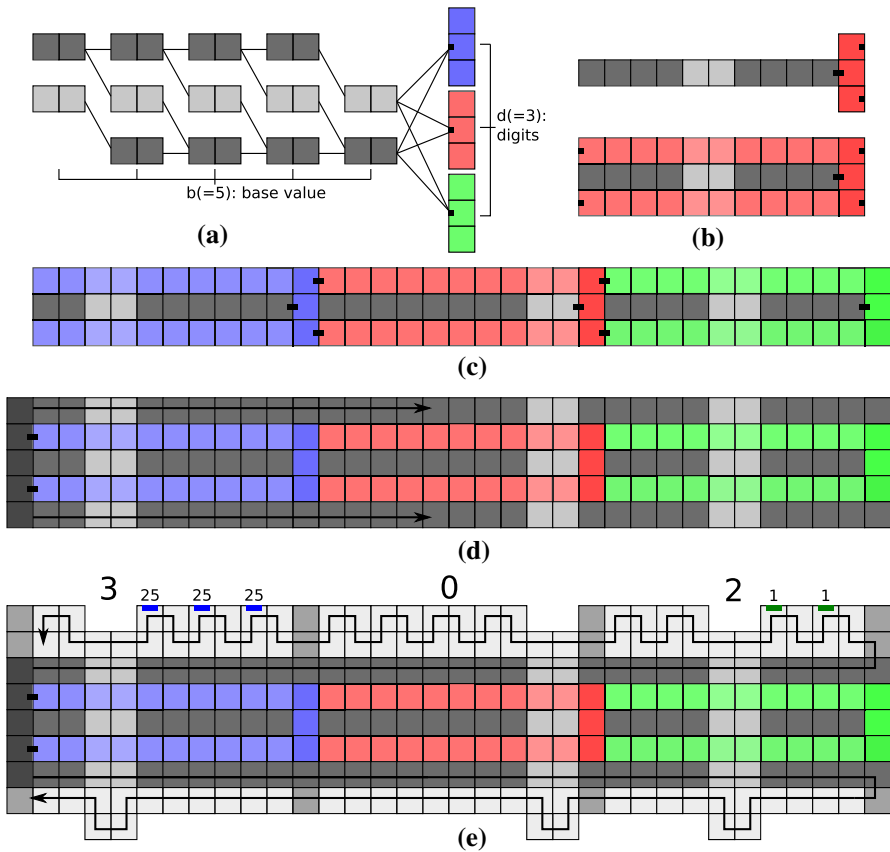 d(=3):
digits
b(=5): base value
(a)
(b)
(c)
(d)
3 0 2
25 25 25 1 1
(e)